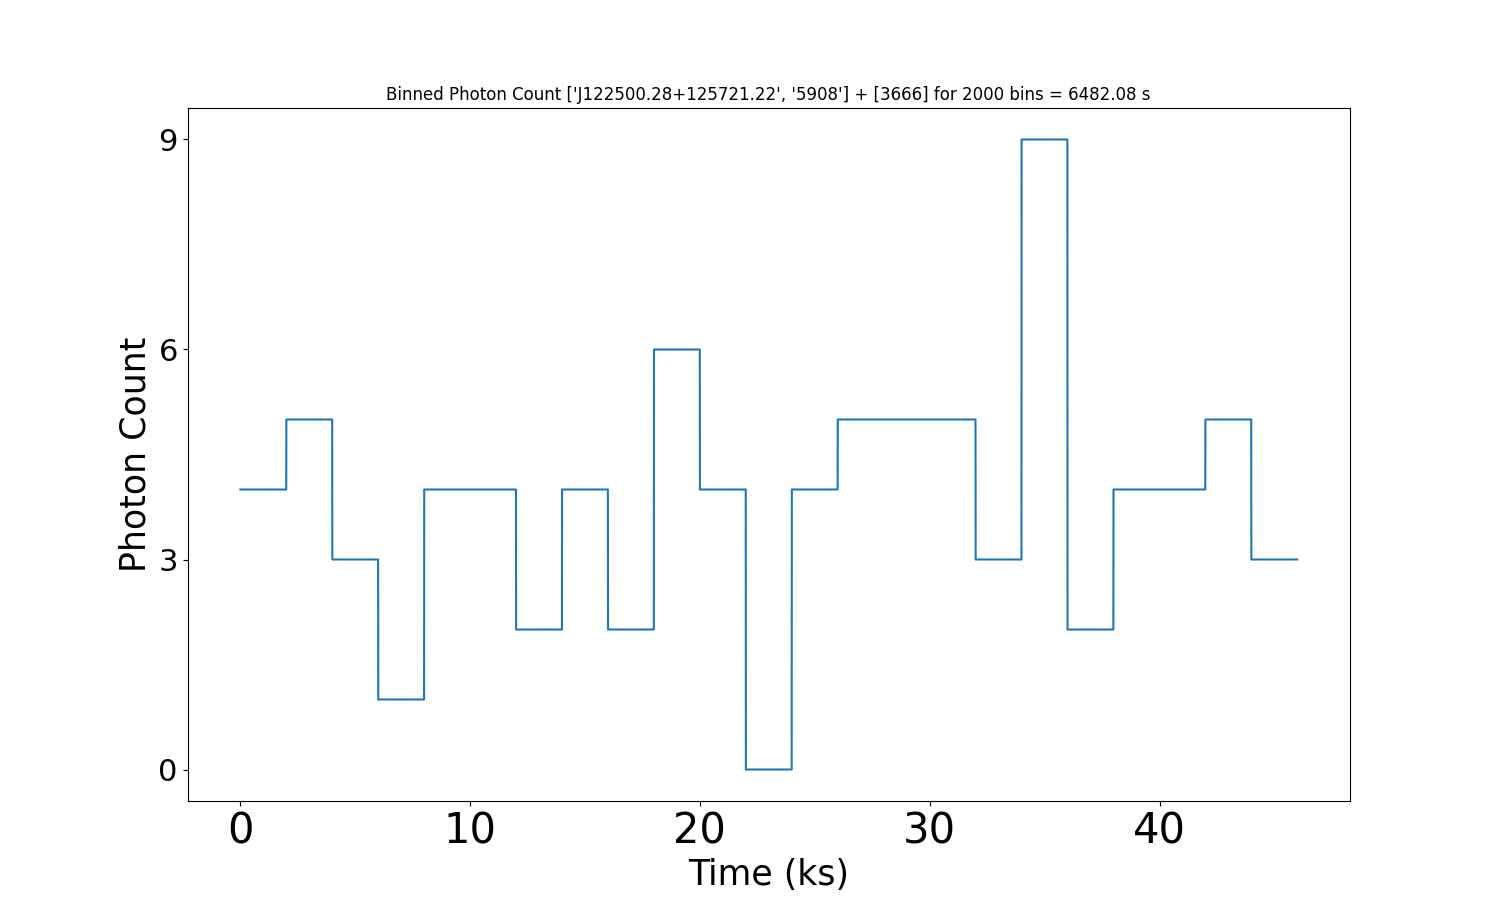 Binned Photon Count ['J122500.28+125721.22', '5908'] + [3666] for 2000 bins = 6482.08 s
9
6
3
0
Photon Count
0 10 20 30 40
Time (ks)